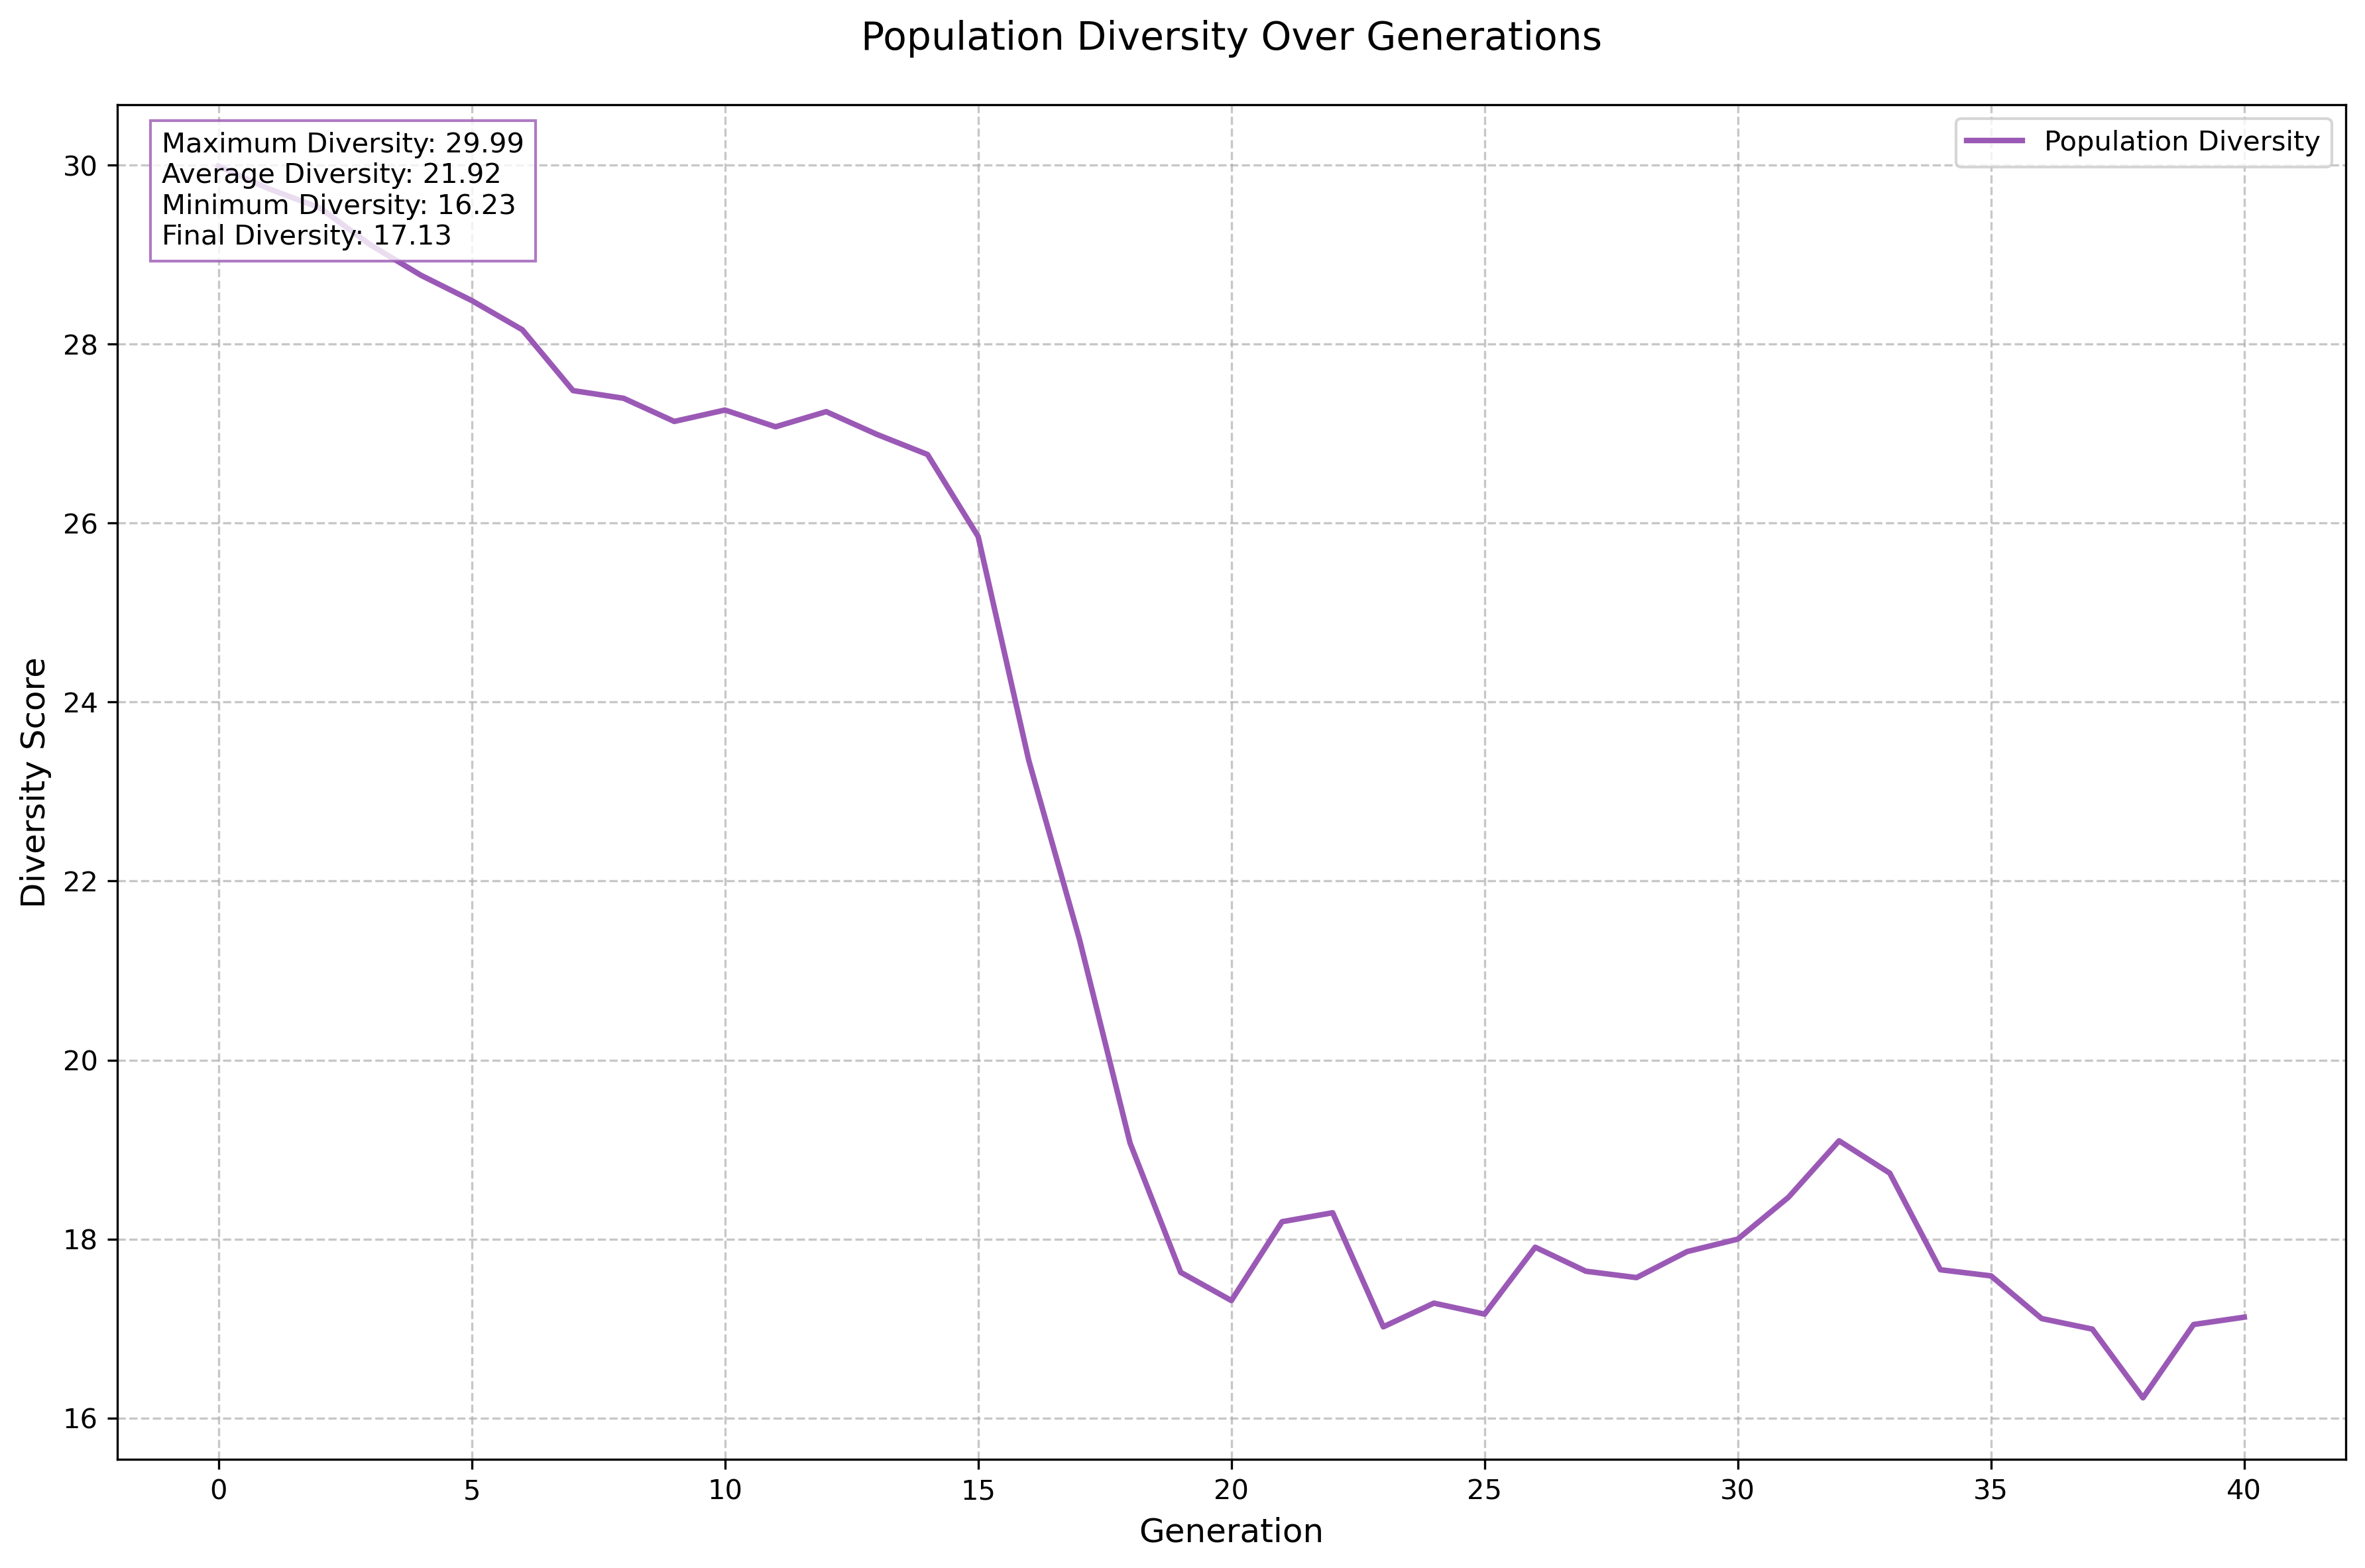 Population Diversity Over Generations
Maximum Diversity: 29.99
Average Diversity: 21.92
Minimum Diversity: 16.23
Final Diversity: 17.13
Population Diversity
Diversity Score
30
28
26
24
22
20
18
16
0 5 10 15 20 25 30 35 40
Generation